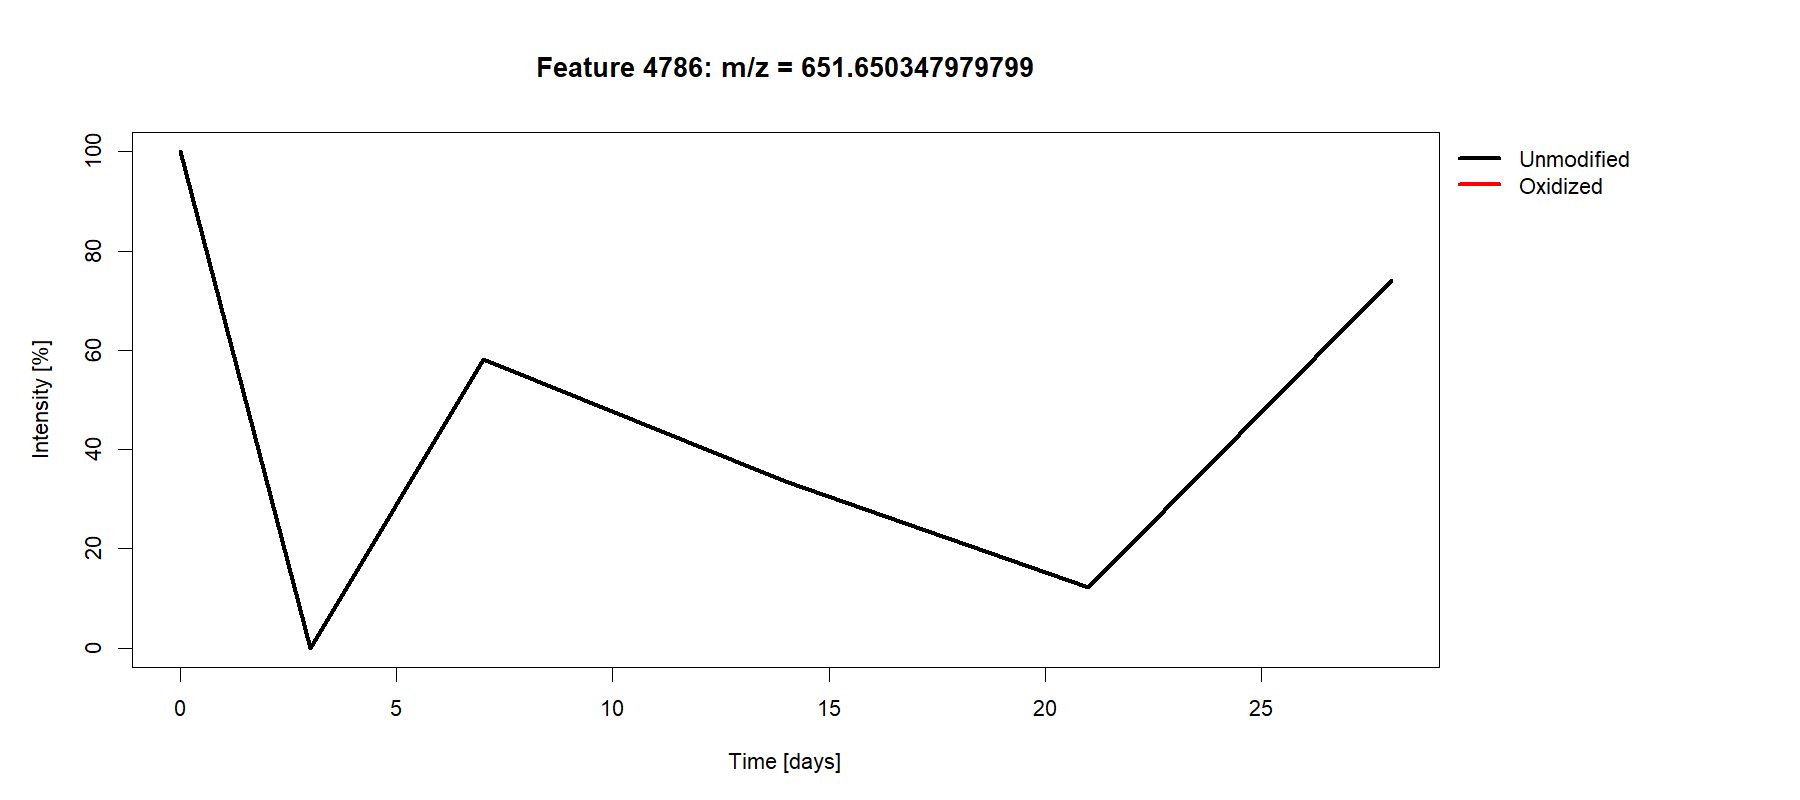 Feature 4786: m/z = 651.650347979799
Unmodified
Oxidized
Intensity [%]
100
80
60
40
20
0
0 5 10 15 20 25
Time [days]